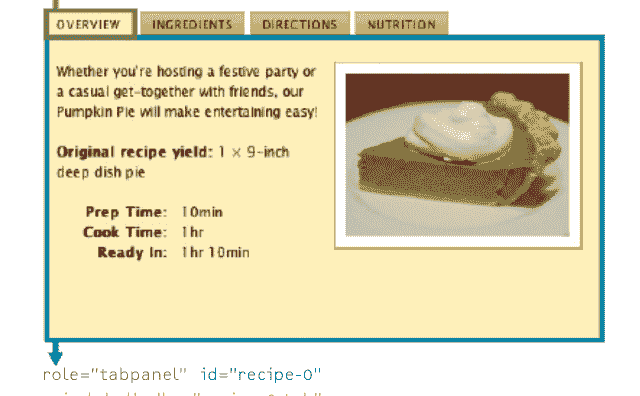 OVERVIEW INGREDIENTS DIRECTIONS NUTRITION
Whether you're hosting a festive party or
a casual get-together with friends, our
Pumpkin Pie will make entertaining easy!
Original recipe yield: 1 × 9-inch
deep dish pie
Prep Time: 10min
Cook Time: 1hr
Ready In: 1hr 10min
role="tabpanel" id="recipe-0"